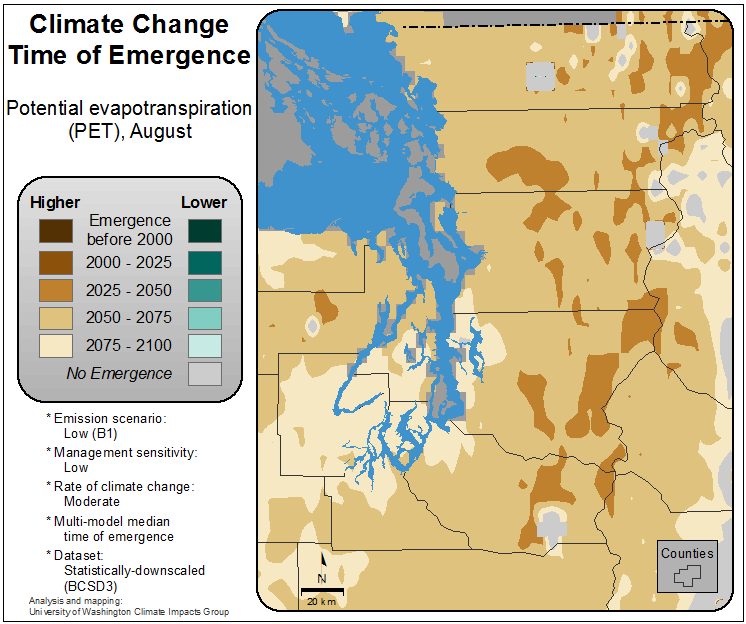 Climate Change
Time of Emergence
Potential evapotranspiration
(PET), August
Higher Lower
Emergence
before 2000
2000 - 2025
2025 - 2050
2050 - 2075
2075 - 2100
No Emergence
* Emission scenario:
Low (B1)
* Management sensitivity:
Low
* Rate of climate change:
Moderate
* Multi-model median
time of emergence
* Dataset:
Statistically-downscaled
(BCSD3)
Analysis and mapping:
University of Washington Climate Impacts Group
N
20 km
Counties